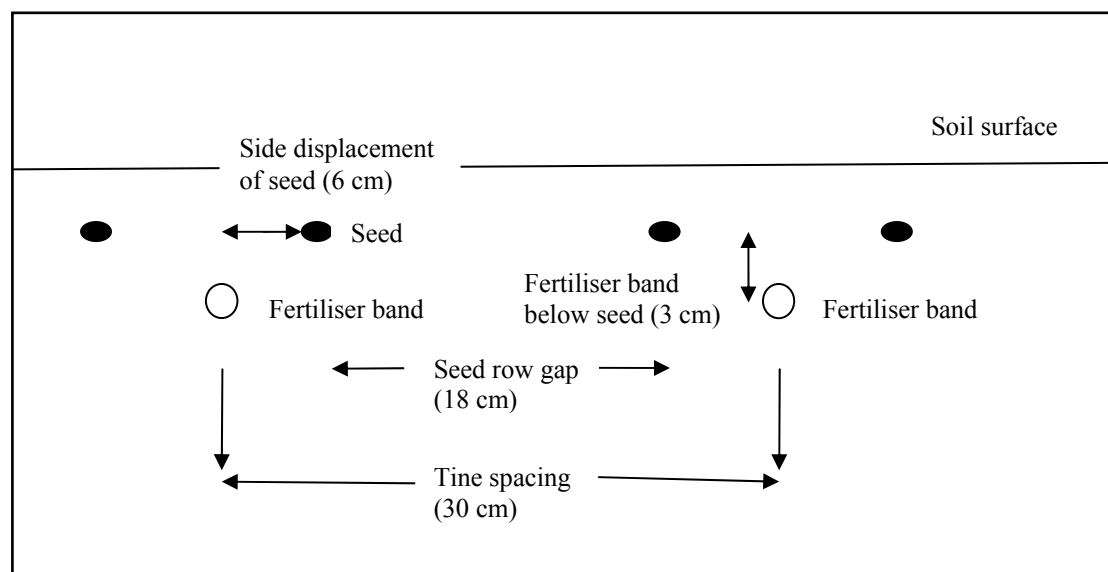 Soil surface
Side displacement
of seed (6 cm)
Seed
Fertiliser band
Fertiliser band
below seed (3 cm)
Fertiliser band
Seed row gap
(18 cm)
Tine spacing
(30 cm)